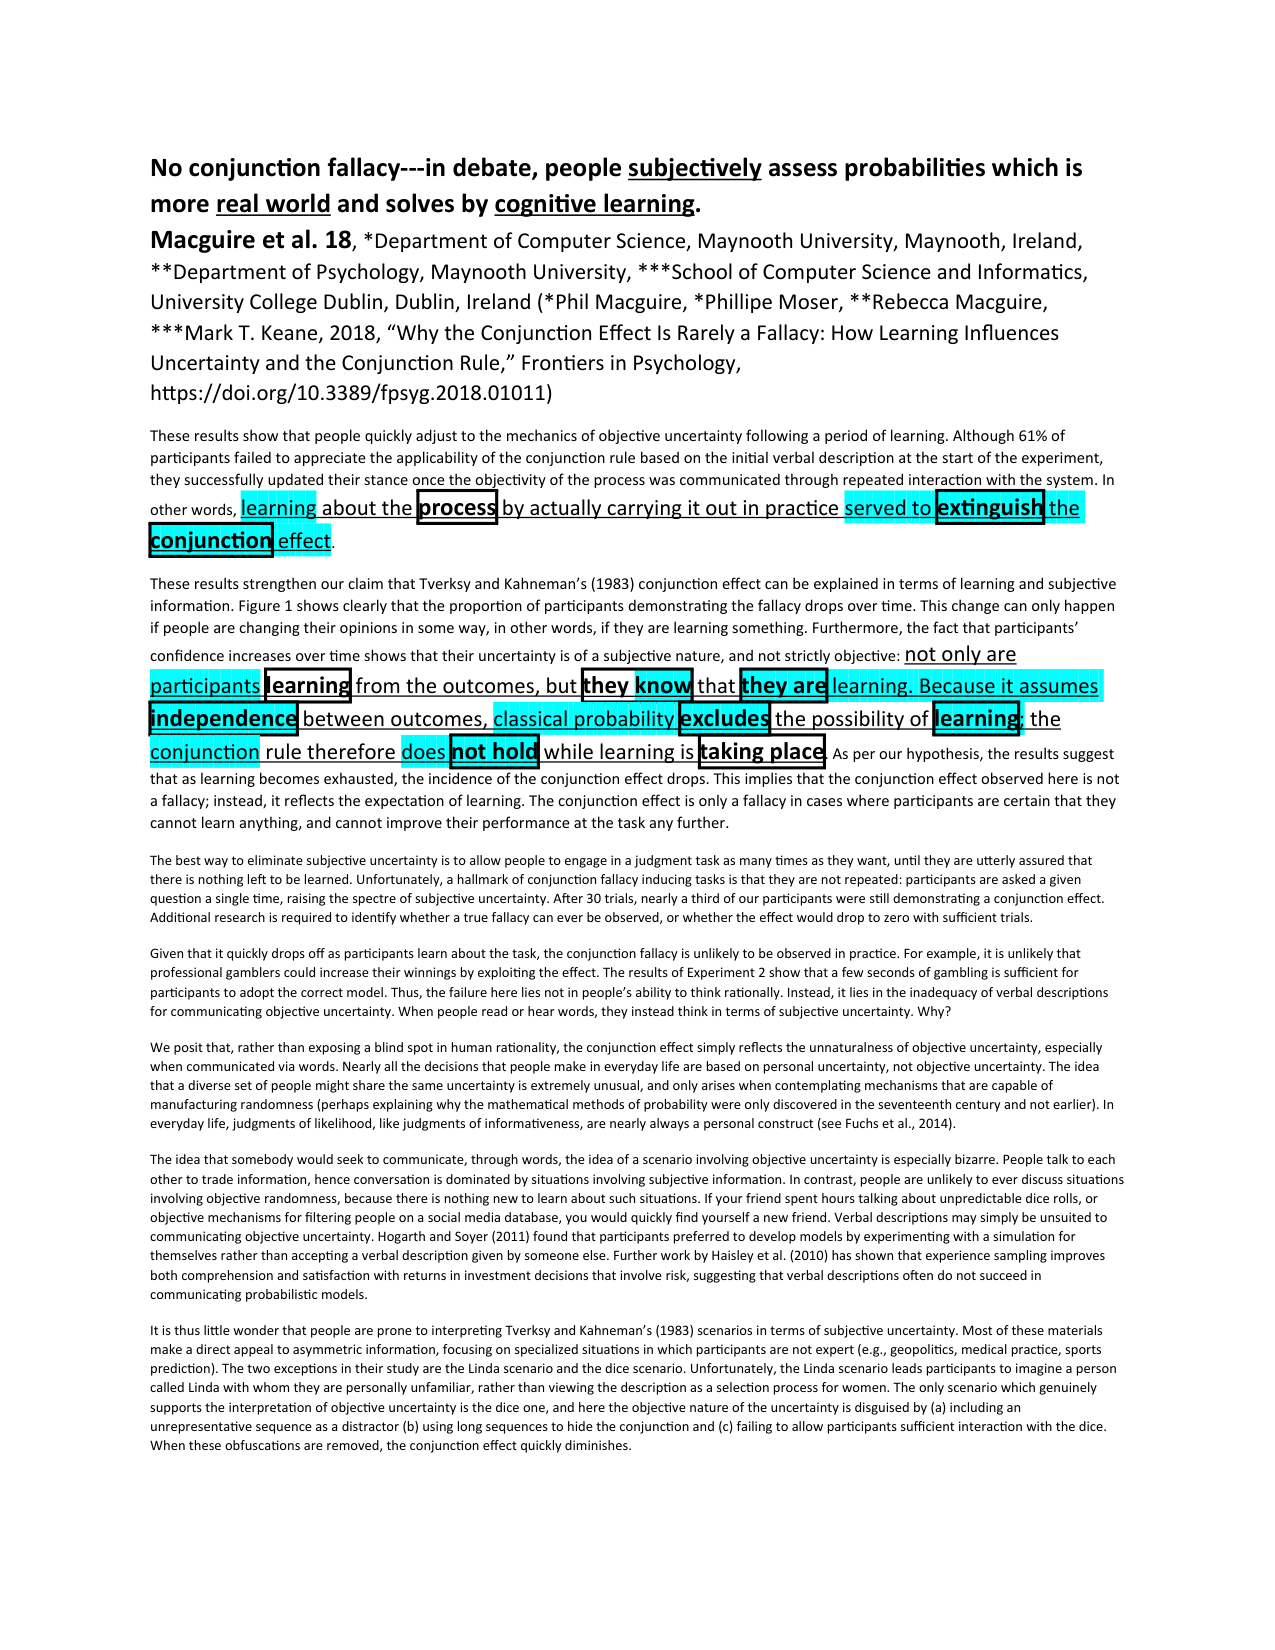 No conjunction fallacy---in debate, people subjectively assess probabilities which is
more real world and solves by cognitive learning.
Macguire et al. 18, *Department of Computer Science, Maynooth University, Maynooth, Ireland,
**Department of Psychology, Maynooth University, ***School of Computer Science and Informatics,
University College Dublin, Dublin, Ireland (*Phil Macguire, *Phillipe Moser, **Rebecca Macguire,
***Mark T. Keane, 2018, “Why the Conjunction Effect Is Rarely a Fallacy: How Learning Influences
Uncertainty and the Conjunction Rule,” Frontiers in Psychology,
https://doi.org/10.3389/fpsyg.2018.01011)
These results show that people quickly adjust to the mechanics of objective uncertainty following a period of learning. Although 61% of
participants failed to appreciate the applicability of the conjunction rule based on the initial verbal description at the start of the experiment,
they successfully updated their stance once the objectivity of the process was communicated through repeated interaction with the system. In
other words, learning about the process by actually carrying it out in practice served to extinguish the
conjunction effect.
These results strengthen our claim that Tverksy and Kahneman’s (1983) conjunction effect can be explained in terms of learning and subjective
information. Figure 1 shows clearly that the proportion of participants demonstrating the fallacy drops over time. This change can only happen
if people are changing their opinions in some way, in other words, if they are learning something. Furthermore, the fact that participants’
confidence increases over time shows that their uncertainty is of a subjective nature, and not strictly objective: not only are
participants learning from the outcomes, but they know that they are learning. Because it assumes
independence between outcomes, classical probability excludes the possibility of learning; the
conjunction rule therefore does not hold while learning is taking place. As per our hypothesis, the results suggest
that as learning becomes exhausted, the incidence of the conjunction effect drops. This implies that the conjunction effect observed here is not
a fallacy; instead, it reflects the expectation of learning. The conjunction effect is only a fallacy in cases where participants are certain that they
cannot learn anything, and cannot improve their performance at the task any further.
The best way to eliminate subjective uncertainty is to allow people to engage in a judgment task as many times as they want, until they are utterly assured that
there is nothing left to be learned. Unfortunately, a hallmark of conjunction fallacy inducing tasks is that they are not repeated: participants are asked a given
question a single time, raising the spectre of subjective uncertainty. After 30 trials, nearly a third of our participants were still demonstrating a conjunction effect.
Additional research is required to identify whether a true fallacy can ever be observed, or whether the effect would drop to zero with sufficient trials.
Given that it quickly drops off as participants learn about the task, the conjunction fallacy is unlikely to be observed in practice. For example, it is unlikely that
professional gamblers could increase their winnings by exploiting the effect. The results of Experiment 2 show that a few seconds of gambling is sufficient for
participants to adopt the correct model. Thus, the failure here lies not in people’s ability to think rationally. Instead, it lies in the inadequacy of verbal descriptions
for communicating objective uncertainty. When people read or hear words, they instead think in terms of subjective uncertainty. Why?
We posit that, rather than exposing a blind spot in human rationality, the conjunction effect simply reflects the unnaturalness of objective uncertainty, especially
when communicated via words. Nearly all the decisions that people make in everyday life are based on personal uncertainty, not objective uncertainty. The idea
that a diverse set of people might share the same uncertainty is extremely unusual, and only arises when contemplating mechanisms that are capable of
manufacturing randomness (perhaps explaining why the mathematical methods of probability were only discovered in the seventeenth century and not earlier). In
everyday life, judgments of likelihood, like judgments of informativeness, are nearly always a personal construct (see Fuchs et al., 2014).
The idea that somebody would seek to communicate, through words, the idea of a scenario involving objective uncertainty is especially bizarre. People talk to each
other to trade information, hence conversation is dominated by situations involving subjective information. In contrast, people are unlikely to ever discuss situations
involving objective randomness, because there is nothing new to learn about such situations. If your friend spent hours talking about unpredictable dice rolls, or
objective mechanisms for filtering people on a social media database, you would quickly find yourself a new friend. Verbal descriptions may simply be unsuited to
communicating objective uncertainty. Hogarth and Soyer (2011) found that participants preferred to develop models by experimenting with a simulation for
themselves rather than accepting a verbal description given by someone else. Further work by Haisley et al. (2010) has shown that experience sampling improves
both comprehension and satisfaction with returns in investment decisions that involve risk, suggesting that verbal descriptions often do not succeed in
communicating probabilistic models.
It is thus little wonder that people are prone to interpreting Tverksy and Kahneman’s (1983) scenarios in terms of subjective uncertainty. Most of these materials
make a direct appeal to asymmetric information, focusing on specialized situations in which participants are not expert (e.g., geopolitics, medical practice, sports
prediction). The two exceptions in their study are the Linda scenario and the dice scenario. Unfortunately, the Linda scenario leads participants to imagine a person
called Linda with whom they are personally unfamiliar, rather than viewing the description as a selection process for women. The only scenario which genuinely
supports the interpretation of objective uncertainty is the dice one, and here the objective nature of the uncertainty is disguised by (a) including an
unrepresentative sequence as a distractor (b) using long sequences to hide the conjunction and (c) failing to allow participants sufficient interaction with the dice.
When these obfuscations are removed, the conjunction effect quickly diminishes.